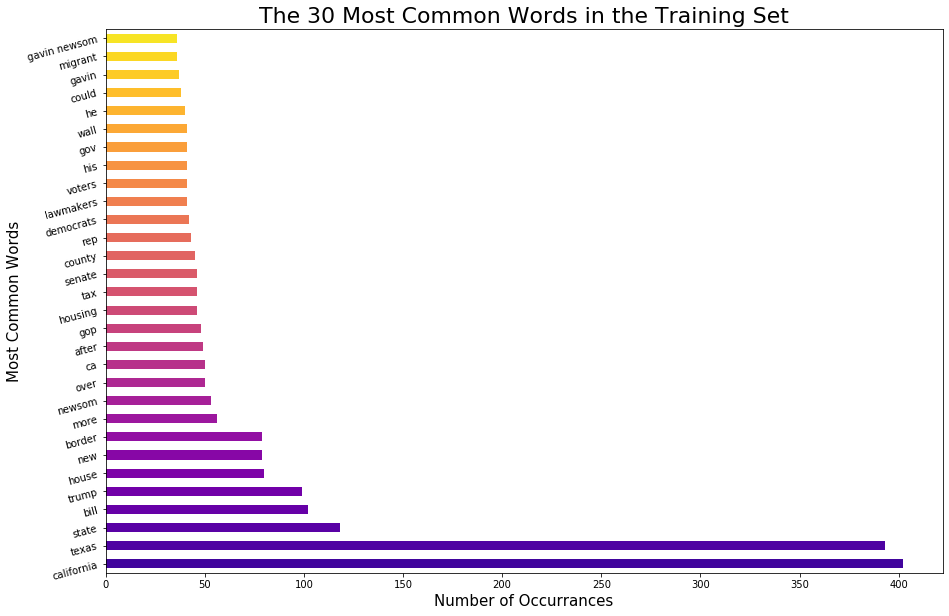 The 30 Most Common Words in the Training Set
gavin newsom
migrant
gavin
could
he
wall
gov
his
voters
lawmakers
democrats
rep
county
senate
tax
housing
gop
after
ca
over
newsom
more
border
new
house
trump
bill
state
texas
california
Most Common Words
0 50 100 150 200 250 300 350 400
Number of Occurrances